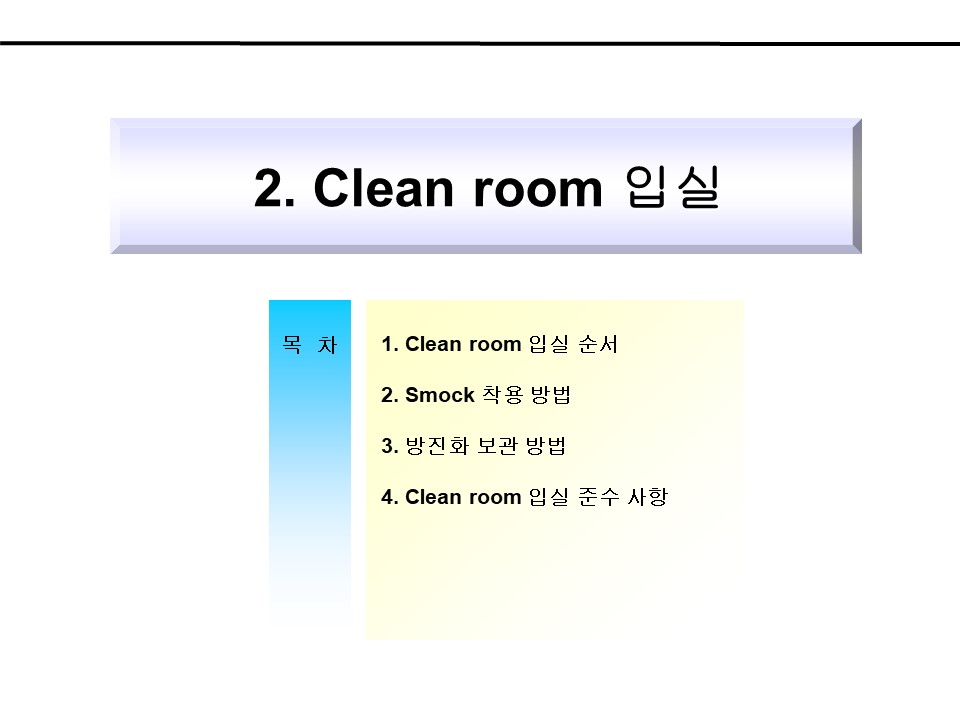 2. Clean room 입실
목 차
1. Clean room 입실 순서
2. Smock 착용 방법
3. 방진화 보관 방법
4. Clean room 입실 준수 사항